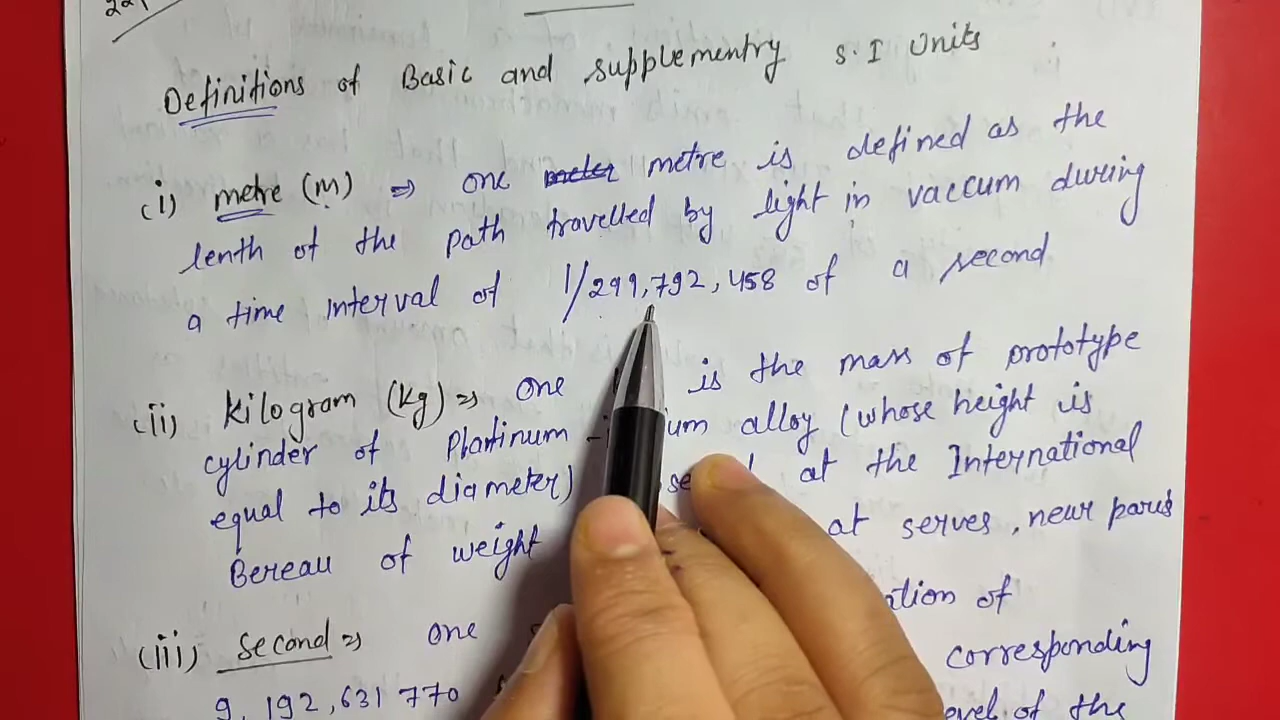 Definitions of Basic and supplementry S.I Units
(i) metre (m) ⇒ one metre is defined as the
lenth of the path travelled by light in vaccum during
a time interval of 1/299,792,458 of a second
(ii) Kilogram (Kg) ⇒ One is the mass of prototype
cylinder of Platinum - alloy (whose height is
equal to its diameter) at the International
Bereau of weight at serves, near paris
(iii) Second ⇒ one of
9, 192,631 770 corresponding
of the